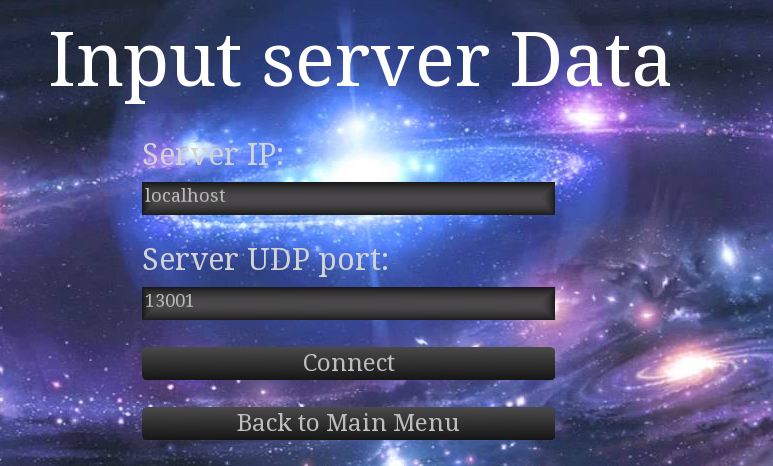 Input server Data
Server IP:
localhost
Server UDP port:
13001
Connect
Back to Main Menu